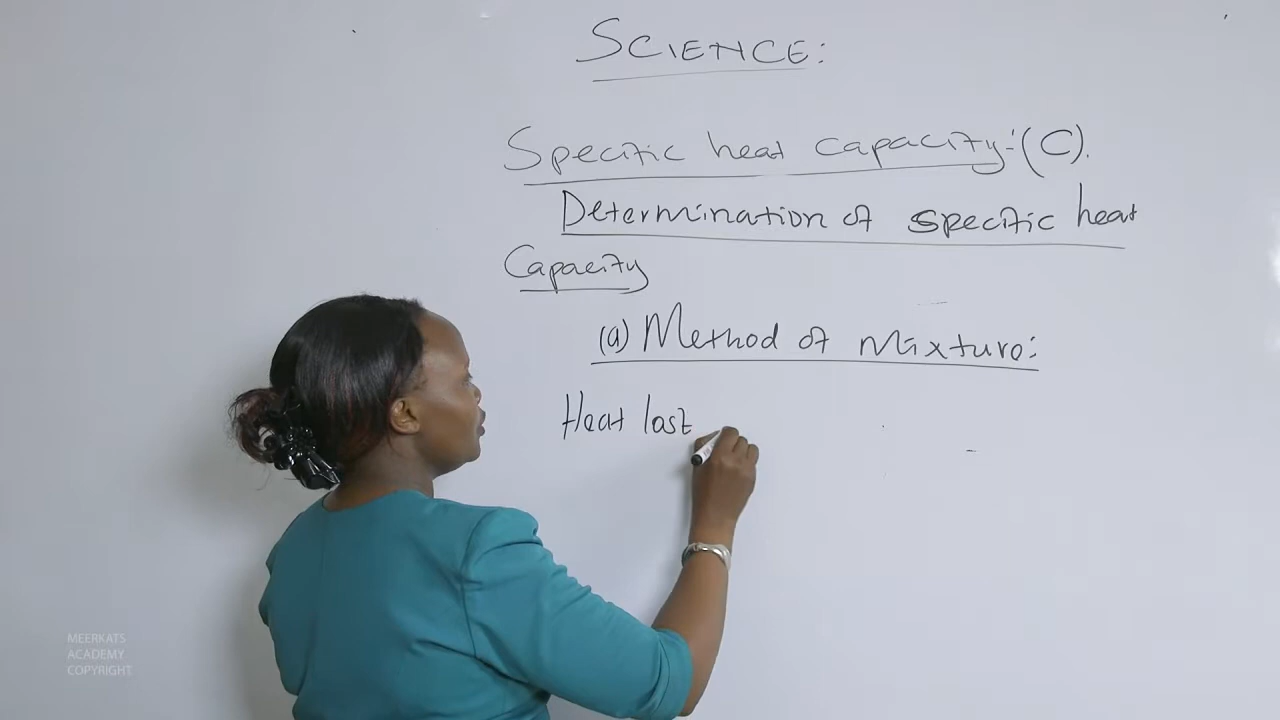 SCIENCE:
Specific heat capacity:-(C).
Determination of specific heat
Capacity
(a) Method of Mixture:
Heat lost
MEERKATS
ACADEMY
COPYRIGHT